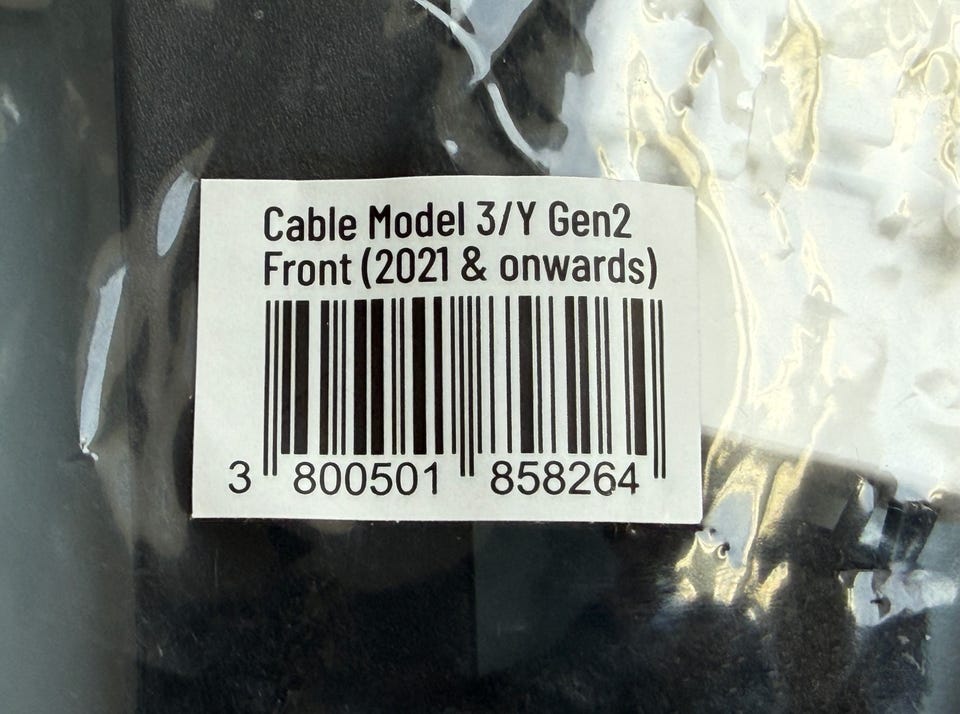 Cable Model 3/Y Gen2
Front (2021 & onwards)
3 800501 858264